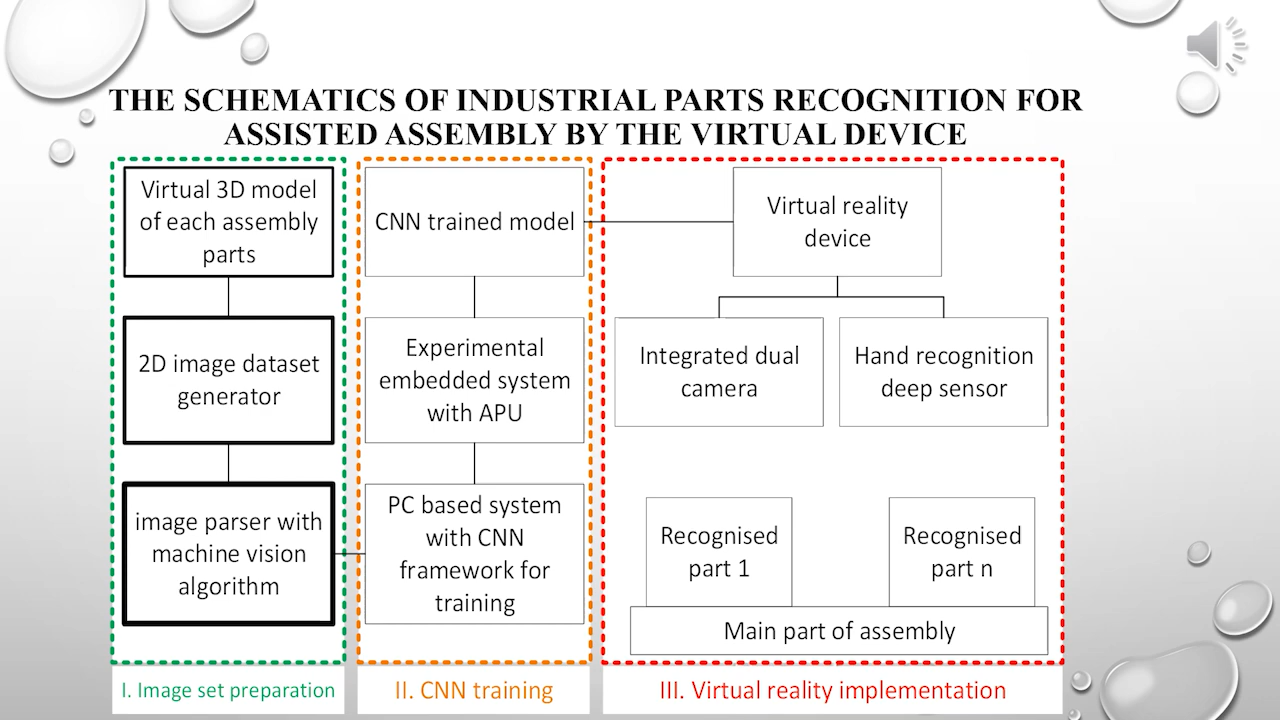 THE SCHEMATICS OF INDUSTRIAL PARTS RECOGNITION FOR
ASSISTED ASSEMBLY BY THE VIRTUAL DEVICE
Virtual 3D model
of each assembly
parts
2D image dataset
generator
image parser with
machine vision
algorithm
I. Image set preparation
CNN trained model
Experimental
embedded system
with APU
PC based system
with CNN
framework for
training
II. CNN training
Virtual reality
device
Integrated dual
camera
Hand recognition
deep sensor
Recognised
part 1
Recognised
part n
Main part of assembly
III. Virtual reality implementation